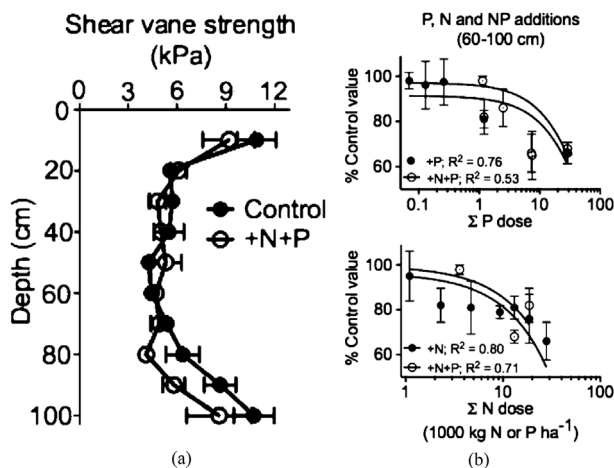 Shear vane strength
(kPa)
0 3 6 9 12
0
20
40
60
80
100
Depth (cm)
Control
+N+P
(a)
P, N and NP additions
(60-100 cm)
100
80
60
% Control value
+P; R² = 0.76
+N+P; R² = 0.53
0.1 1 10 100
Σ P dose
100
80
60
% Control value
+N; R² = 0.80
+N+P; R² = 0.71
1 10 100
Σ N dose
(1000 kg N or P ha⁻¹)
(b)